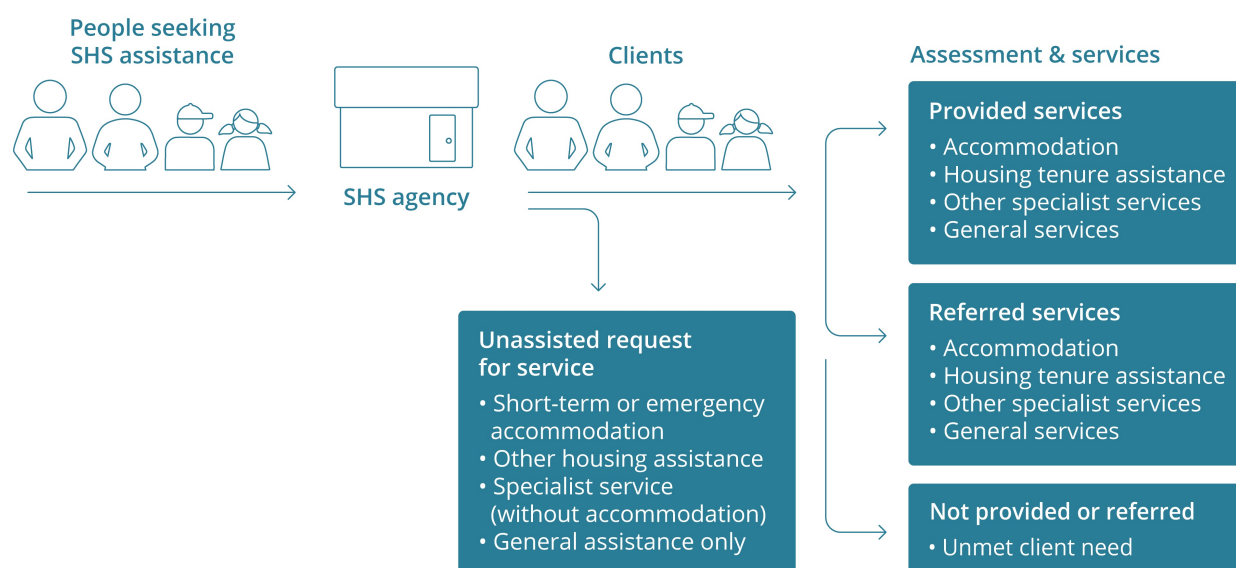 People seeking
SHS assistance
SHS agency
Clients
Unassisted request
for service
• Short-term or emergency
accommodation
• Other housing assistance
• Specialist service
(without accommodation)
• General assistance only
Assessment & services
Provided services
• Accommodation
• Housing tenure assistance
• Other specialist services
• General services
Referred services
• Accommodation
• Housing tenure assistance
• Other specialist services
• General services
Not provided or referred
• Unmet client need